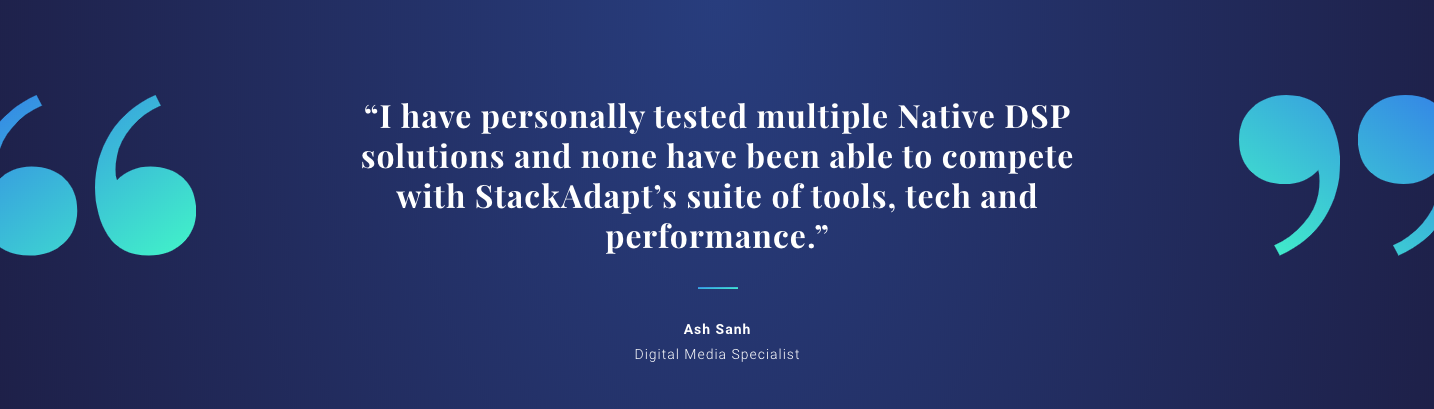 “I have personally tested multiple Native DSP
solutions and none have been able to compete
with StackAdapt’s suite of tools, tech and
performance.”
Ash Sanh
Digital Media Specialist